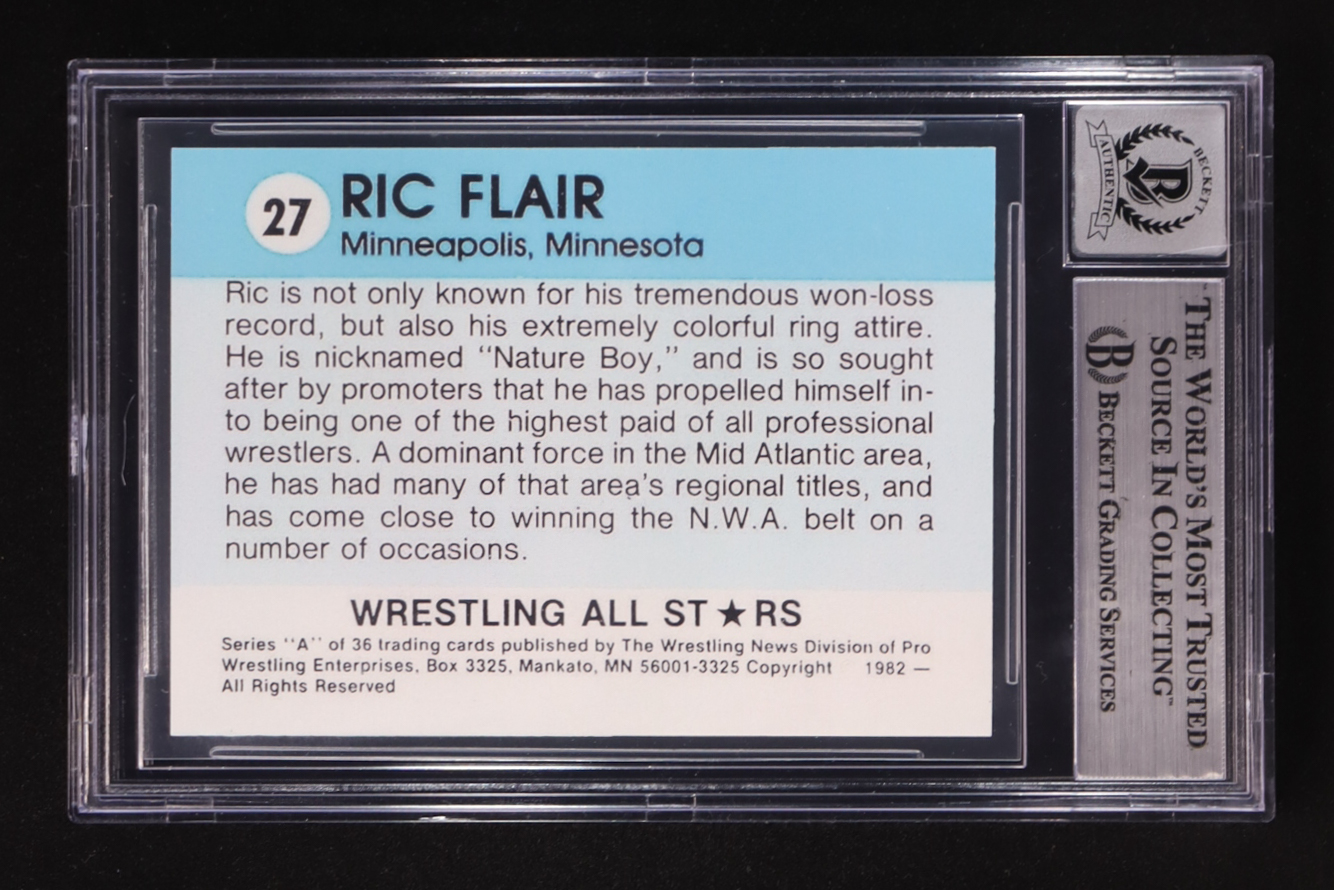 27
RIC FLAIR
Minneapolis, Minnesota
Ric is not only known for his tremendous won-loss
record, but also his extremely colorful ring attire.
He is nicknamed “Nature Boy,” and is so sought
after by promoters that he has propelled himself in-
to being one of the highest paid of all professional
wrestlers. A dominant force in the Mid Atlantic area,
he has had many of that area's regional titles, and
has come close to winning the N.W.A. belt on a
number of occasions.
WRESTLING ALL ST★RS
Series "A" of 36 trading cards published by The Wrestling News Division of Pro
Wrestling Enterprises, Box 3325, Mankato, MN 56001-3325 Copyright 1982 —
All Rights Reserved
BECKETT
AUTHENTIC
B
"THE WORLD'S MOST TRUSTED
SOURCE IN COLLECTING"™
B BECKETT GRADING SERVICES